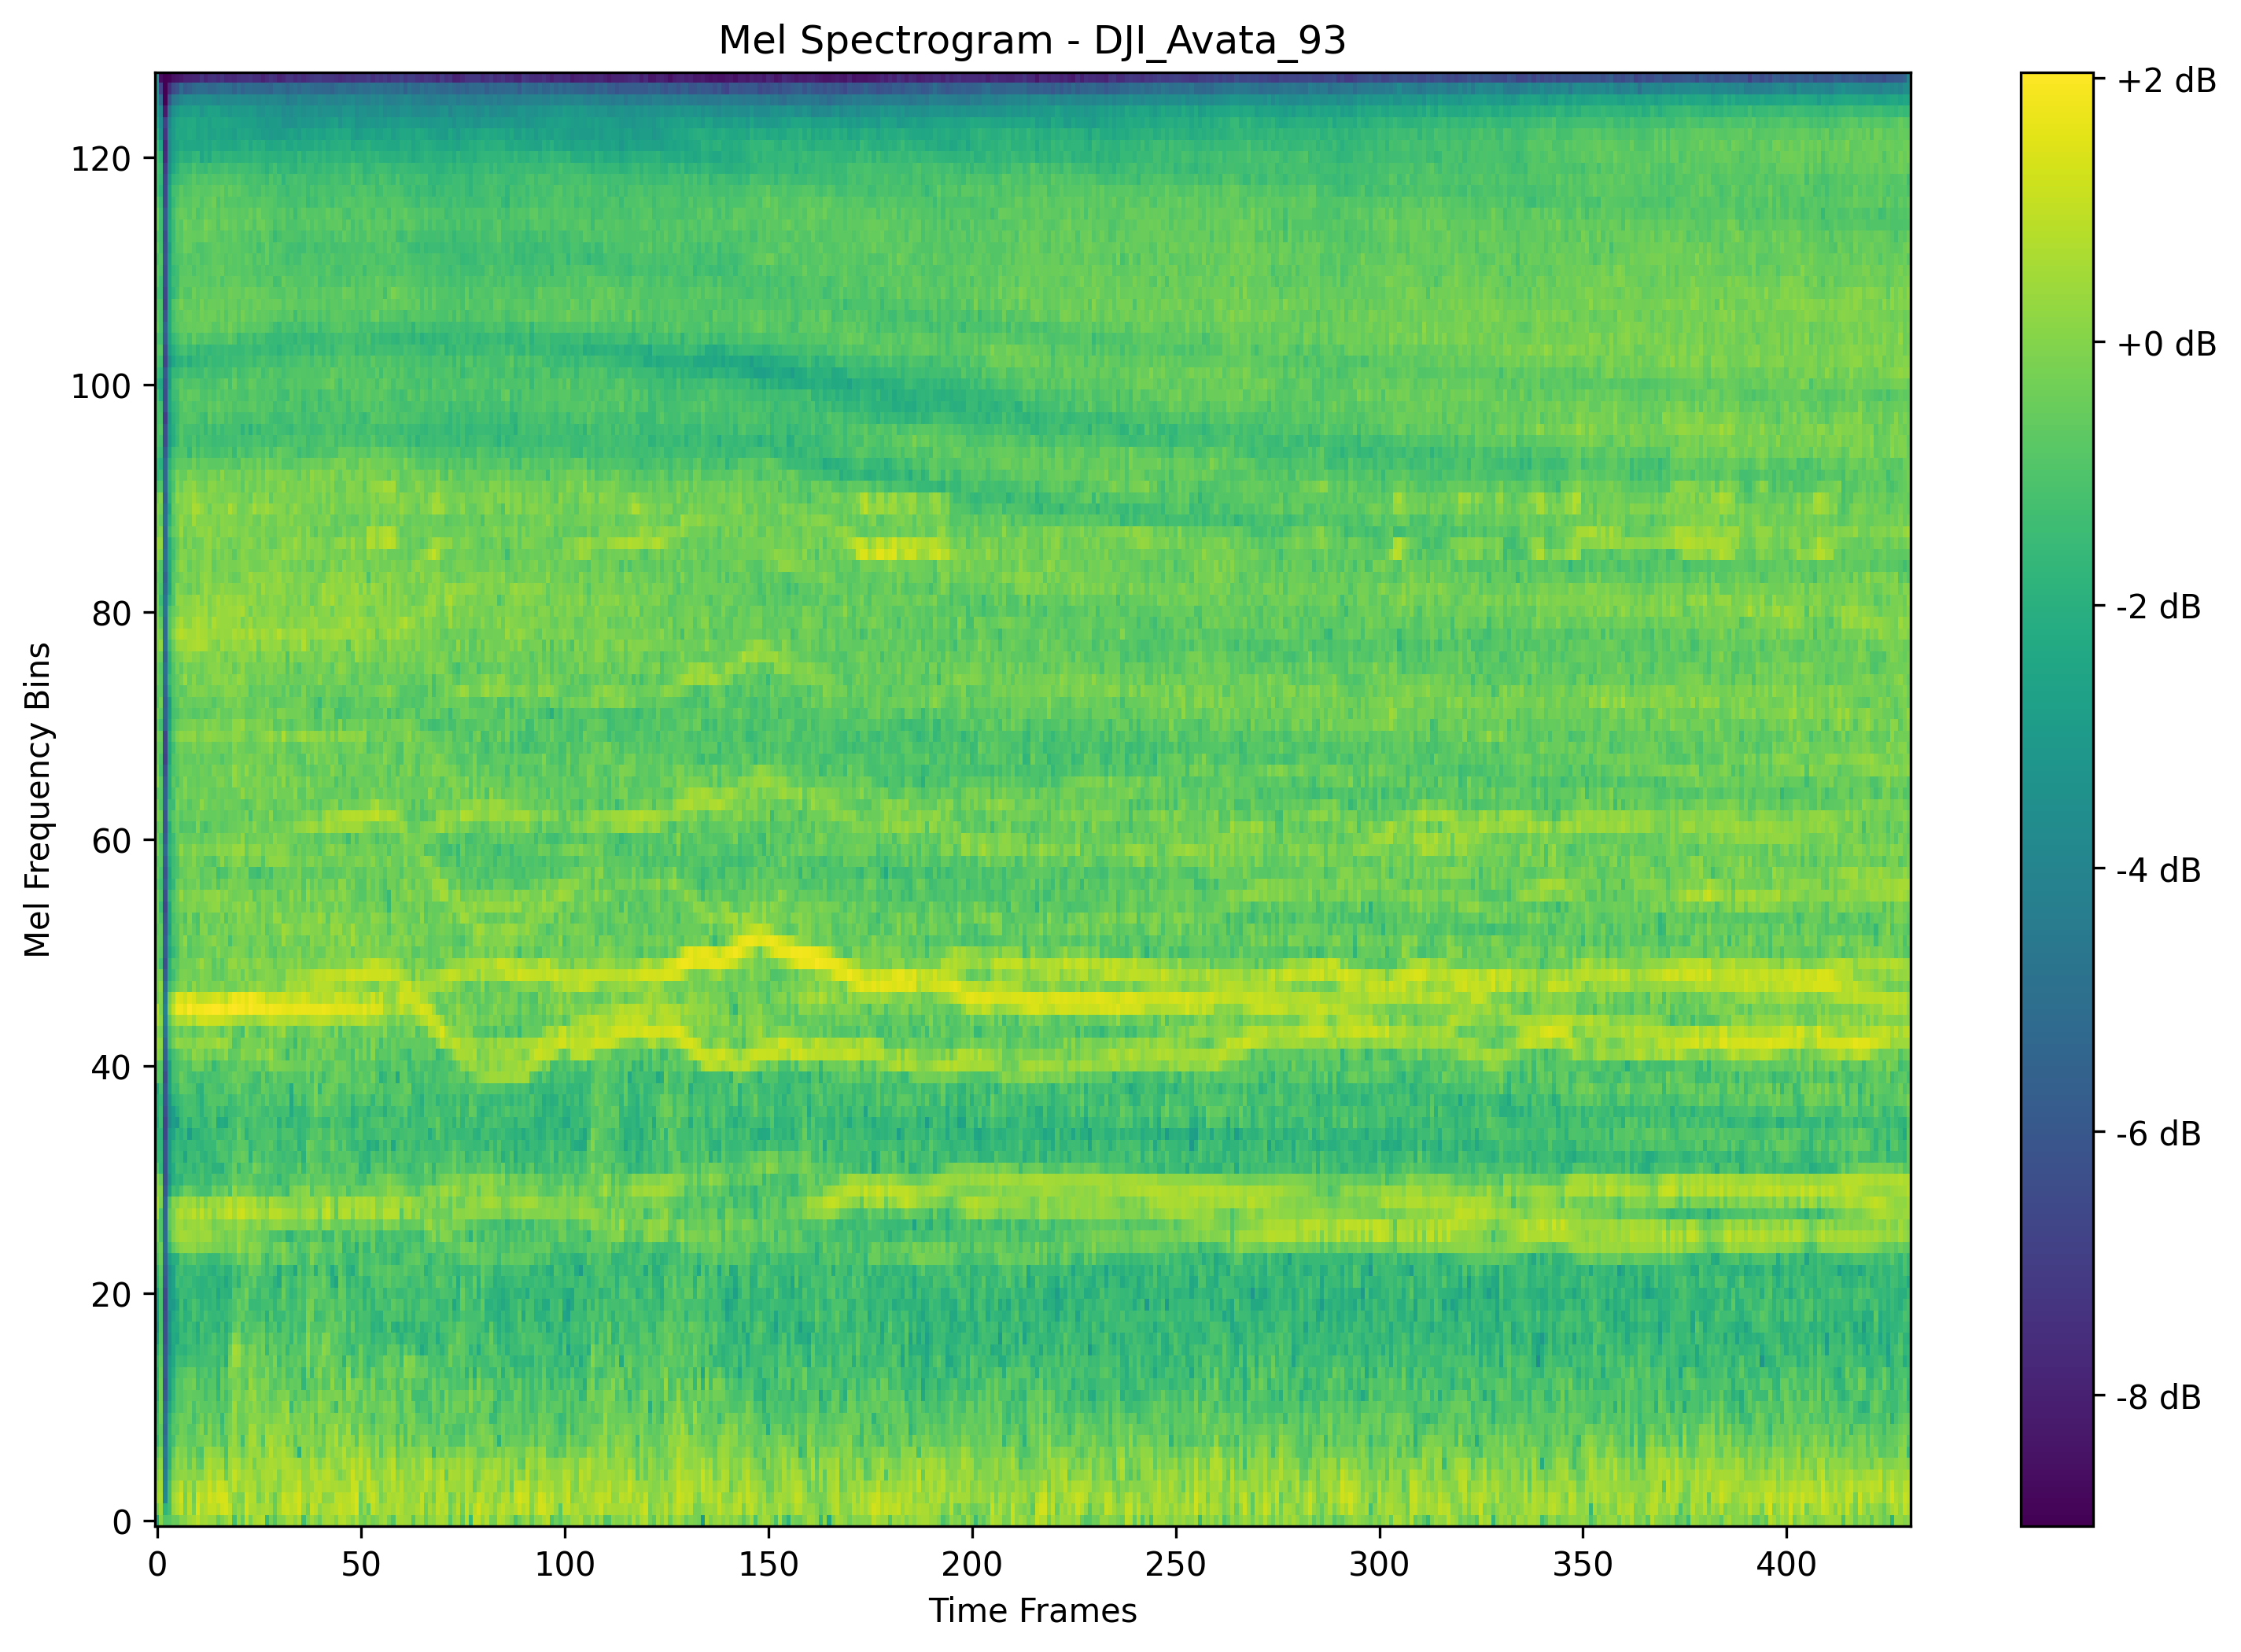 Mel Spectrogram - DJI_Avata_93
Mel Frequency Bins
120
100
80
60
40
20
0
0 50 100 150 200 250 300 350 400
Time Frames
+2 dB
+0 dB
-2 dB
-4 dB
-6 dB
-8 dB